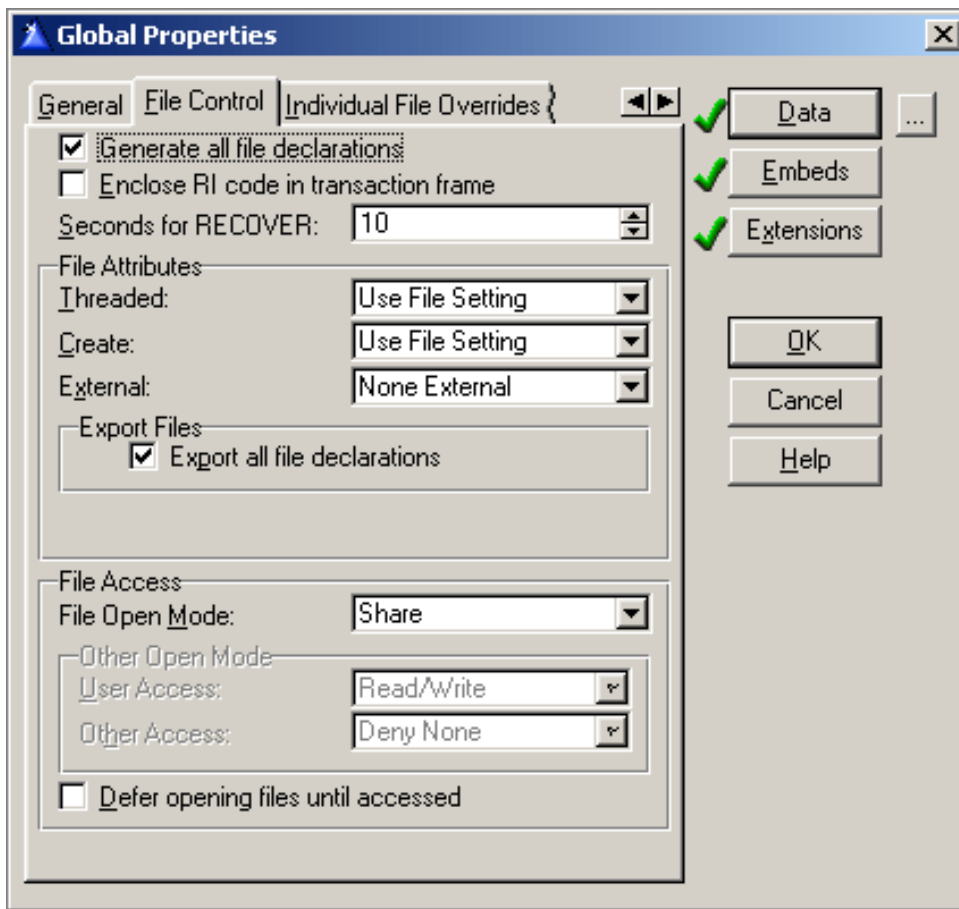 Global Properties
General File Control Individual File Overrides
Generate all file declarations
Enclose RI code in transaction frame
Seconds for RECOVER: 10
File Attributes
Threaded: Use File Setting
Create: Use File Setting
External: None External
Export Files
Export all file declarations
File Access
File Open Mode: Share
Other Open Mode
User Access: Read/Write
Other Access: Deny None
Defer opening files until accessed
Data ...
Embeds
Extensions
OK
Cancel
Help